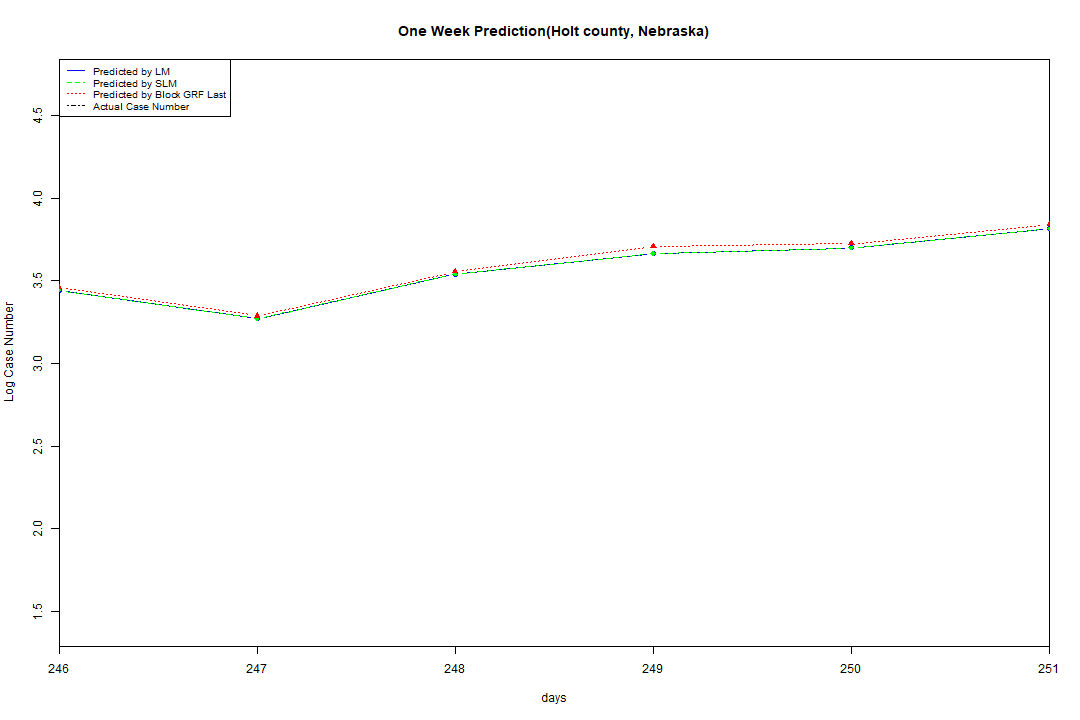 One Week Prediction(Holt county, Nebraska)
Predicted by LM
Predicted by SLM
Predicted by Block GRF Last
Actual Case Number
4.5
4.0
3.5
3.0
2.5
2.0
1.5
Log Case Number
246 247 248 249 250 251
days